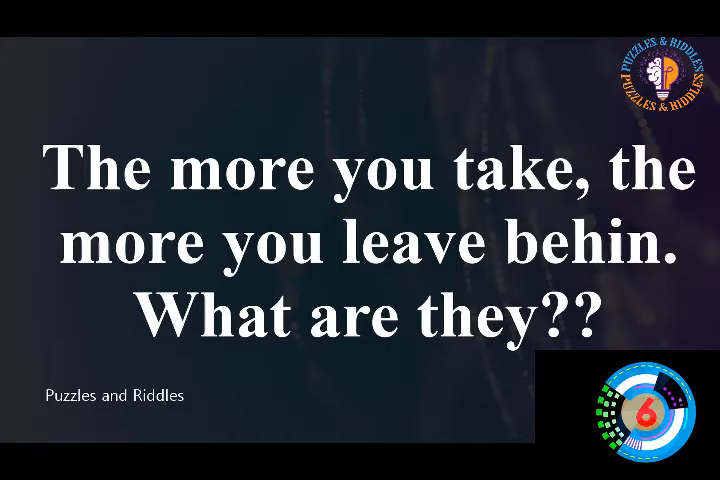 PUZZLES & RIDDLES
PUZZLES & RIDDLES
The more you take, the
more you leave behin.
What are they??
Puzzles and Riddles
6